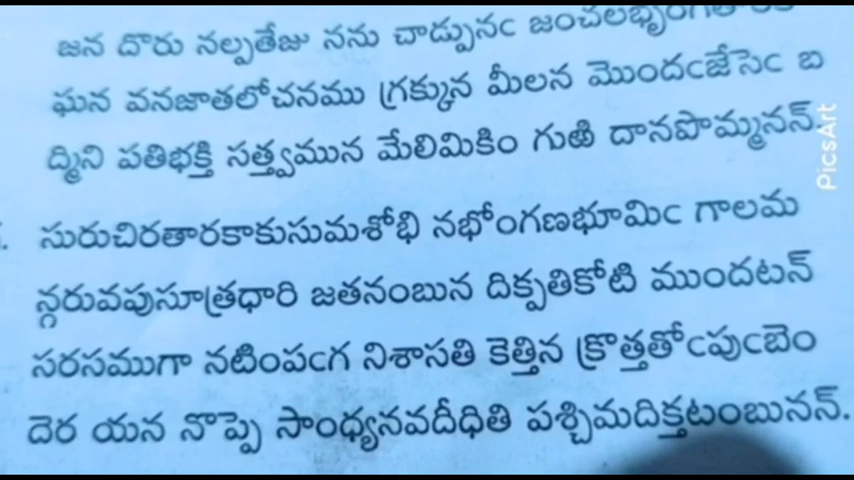 జన దొరు నల్పతేజు నను చాడ్పునఁ
ఘన వనజాతలోచనము గ్రక్కున మీలన మొందఁజేసెఁ బ
ద్మిని పతిభక్తి సత్త్వమున మేలిమికిం గుఱి దానపొమ్మనన్.
సురుచిరతారకాకుసుమశోభి నభోంగణభూమిఁ గాలమ
న్గరువపుసూత్రధారి జతనంబున దిక్పతికోటి ముందటన్
సరసముగా నటింపఁగ నిశాసతి కెత్తిన క్రొత్తతోఁపుఁబెం
దెర యన నొప్పె సాంధ్యనవదీధితి పశ్చిమదిక్తటంబునన్.
PicsArt